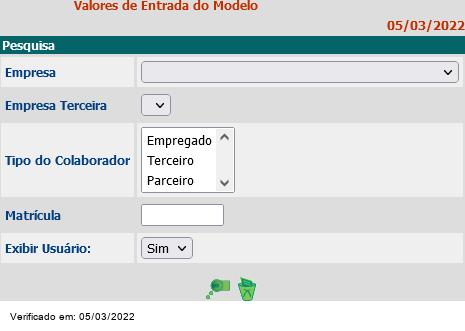 Valores de Entrada do Modelo
05/03/2022
Pesquisa
Empresa
Empresa Terceira
Tipo do Colaborador
Empregado
Terceiro
Parceiro
Matrícula
Exibir Usuário: Sim
Verificado em: 05/03/2022